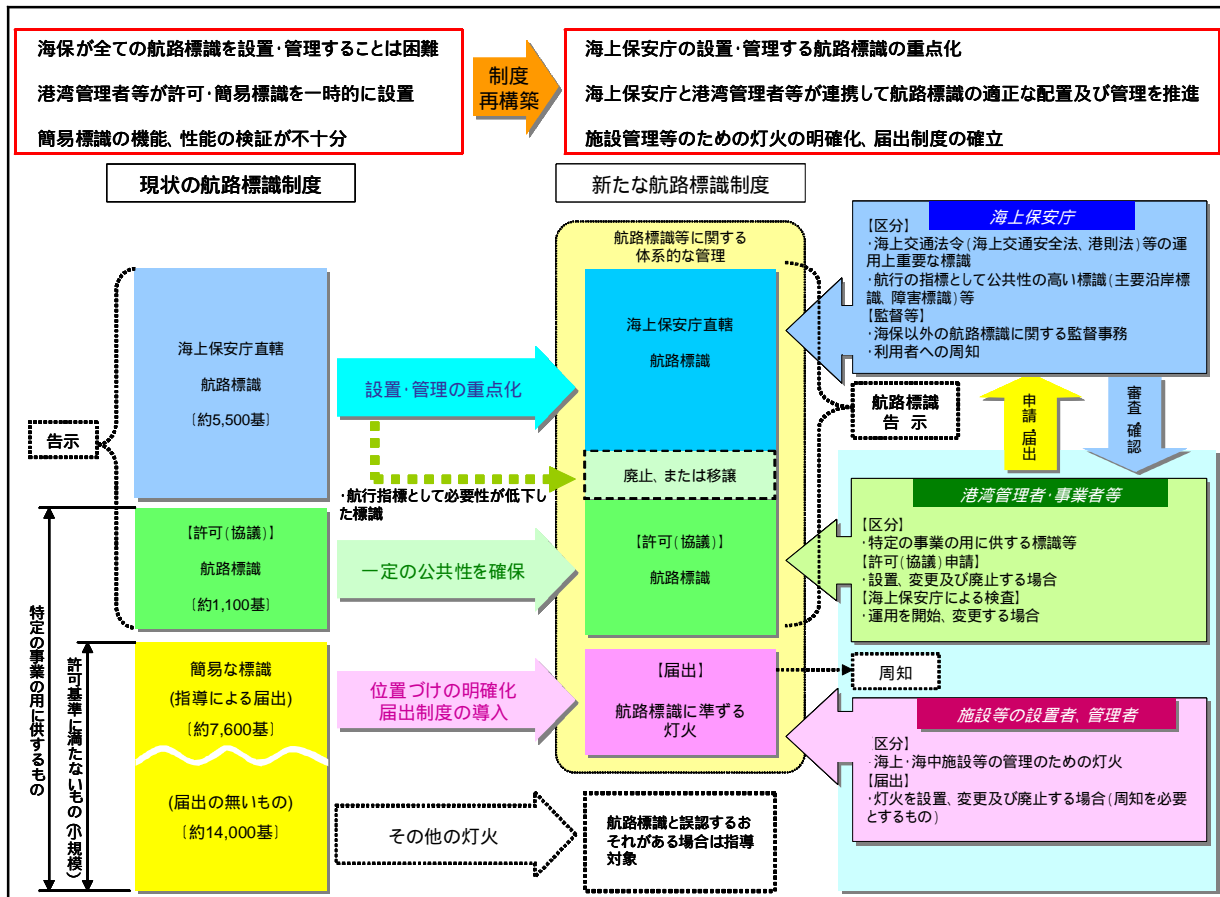 海保が全ての航路標識を設置・管理することは困難
港湾管理者等が許可・簡易標識を一時的に設置
簡易標識の機能、性能の検証が不十分
制度
再構築
海上保安庁の設置・管理する航路標識の重点化
海上保安庁と港湾管理者等が連携して航路標識の適正な配置及び管理を推進
施設管理等のための灯火の明確化、届出制度の確立
現状の航路標識制度
新たな航路標識制度
告示
海上保安庁直轄
航路標識
[約5,500基]
【許可(協議)】
航路標識
[約1,100基]
簡易な標識
(指導による届出)
[約7,600基]
(届出の無いもの)
[約14,000基]
特定の事業の用に供するもの
許可基準に満たないもの(小規模)
設置・管理の重点化
・航行指標として必要性が低下し
た標識
一定の公共性を確保
位置づけの明確化
届出制度の導入
その他の灯火
航路標識等に関する
体系的な管理
海上保安庁直轄
航路標識
廃止、または移譲
【許可(協議)】
航路標識
【届出】
航路標識に準ずる
灯火
航路標識と誤認するお
それがある場合は指導
対象
航路標識
告 示
周知
海上保安庁
【区分】
・海上交通法令(海上交通安全法、港則法)等の運
用上重要な標識
・航行の指標として公共性の高い標識(主要沿岸標
識、障害標識)等
【監督等】
・海保以外の航路標識に関する監督事務
・利用者への周知
申請・届出
審査・確認
港湾管理者・事業者等
【区分】
・特定の事業の用に供する標識等
【許可(協議)申請】
・設置、変更及び廃止する場合
【海上保安庁による検査】
・運用を開始、変更する場合
施設等の設置者、管理者
【区分】
・海上・海中施設等の管理のための灯火
【届出】
・灯火を設置、変更及び廃止する場合(周知を必要
とするもの)